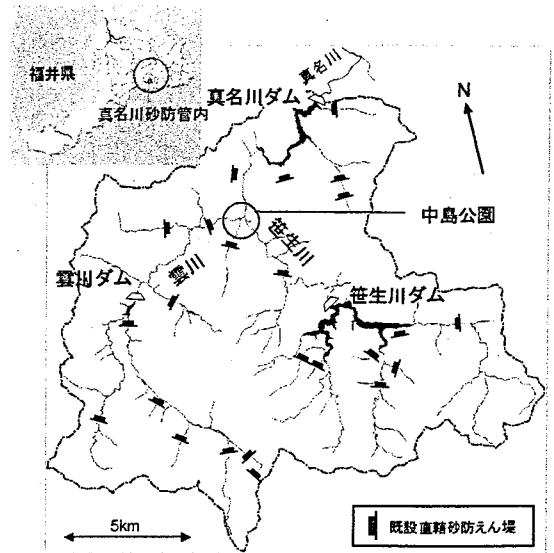 福井県
真名川砂防管内
真名川
真名川ダム
N
中島公園
笹生川
雲川
雲川ダム
笹生川ダム
5km
既設直轄砂防えん堤